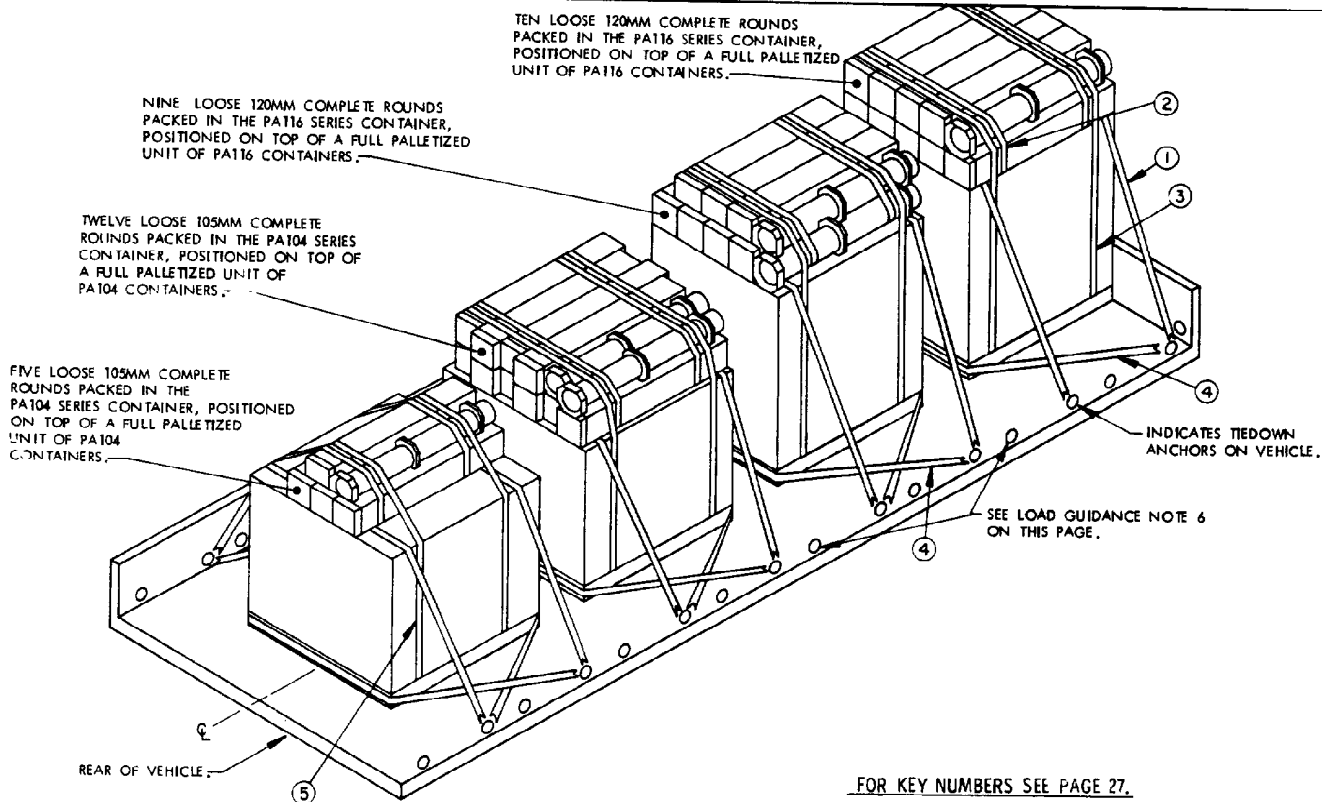 TEN LOOSE 120MM COMPLETE ROUNDS
PACKED IN THE PA116 SERIES CONTAINER,
POSITIONED ON TOP OF A FULL PALLETIZED
UNIT OF PA116 CONTAINERS.
NINE LOOSE 120MM COMPLETE ROUNDS
PACKED IN THE PA116 SERIES CONTAINER,
POSITIONED ON TOP OF A FULL PALLETIZED
UNIT OF PA116 CONTAINERS.
TWELVE LOOSE 105MM COMPLETE
ROUNDS PACKED IN THE PA104 SERIES
CONTAINER, POSITIONED ON TOP OF
A FULL PALLETIZED UNIT OF
PA104 CONTAINERS.
FIVE LOOSE 105MM COMPLETE
ROUNDS PACKED IN THE
PA104 SERIES CONTAINER, POSITIONED
ON TOP OF A FULL PALLETIZED
UNIT OF PA104
CONTAINERS.
2
1
3
4
INDICATES TIEDOWN
ANCHORS ON VEHICLE.
SEE LOAD GUIDANCE NOTE 6
ON THIS PAGE.
4
℄
REAR OF VEHICLE.
5
FOR KEY NUMBERS SEE PAGE 27.